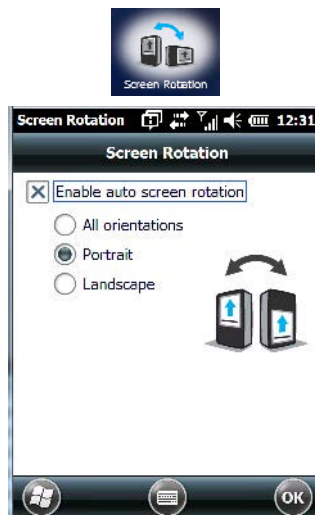 Screen Rotation
Screen Rotation 12:31
Screen Rotation
Enable auto screen rotation
All orientations
Portrait
Landscape
OK